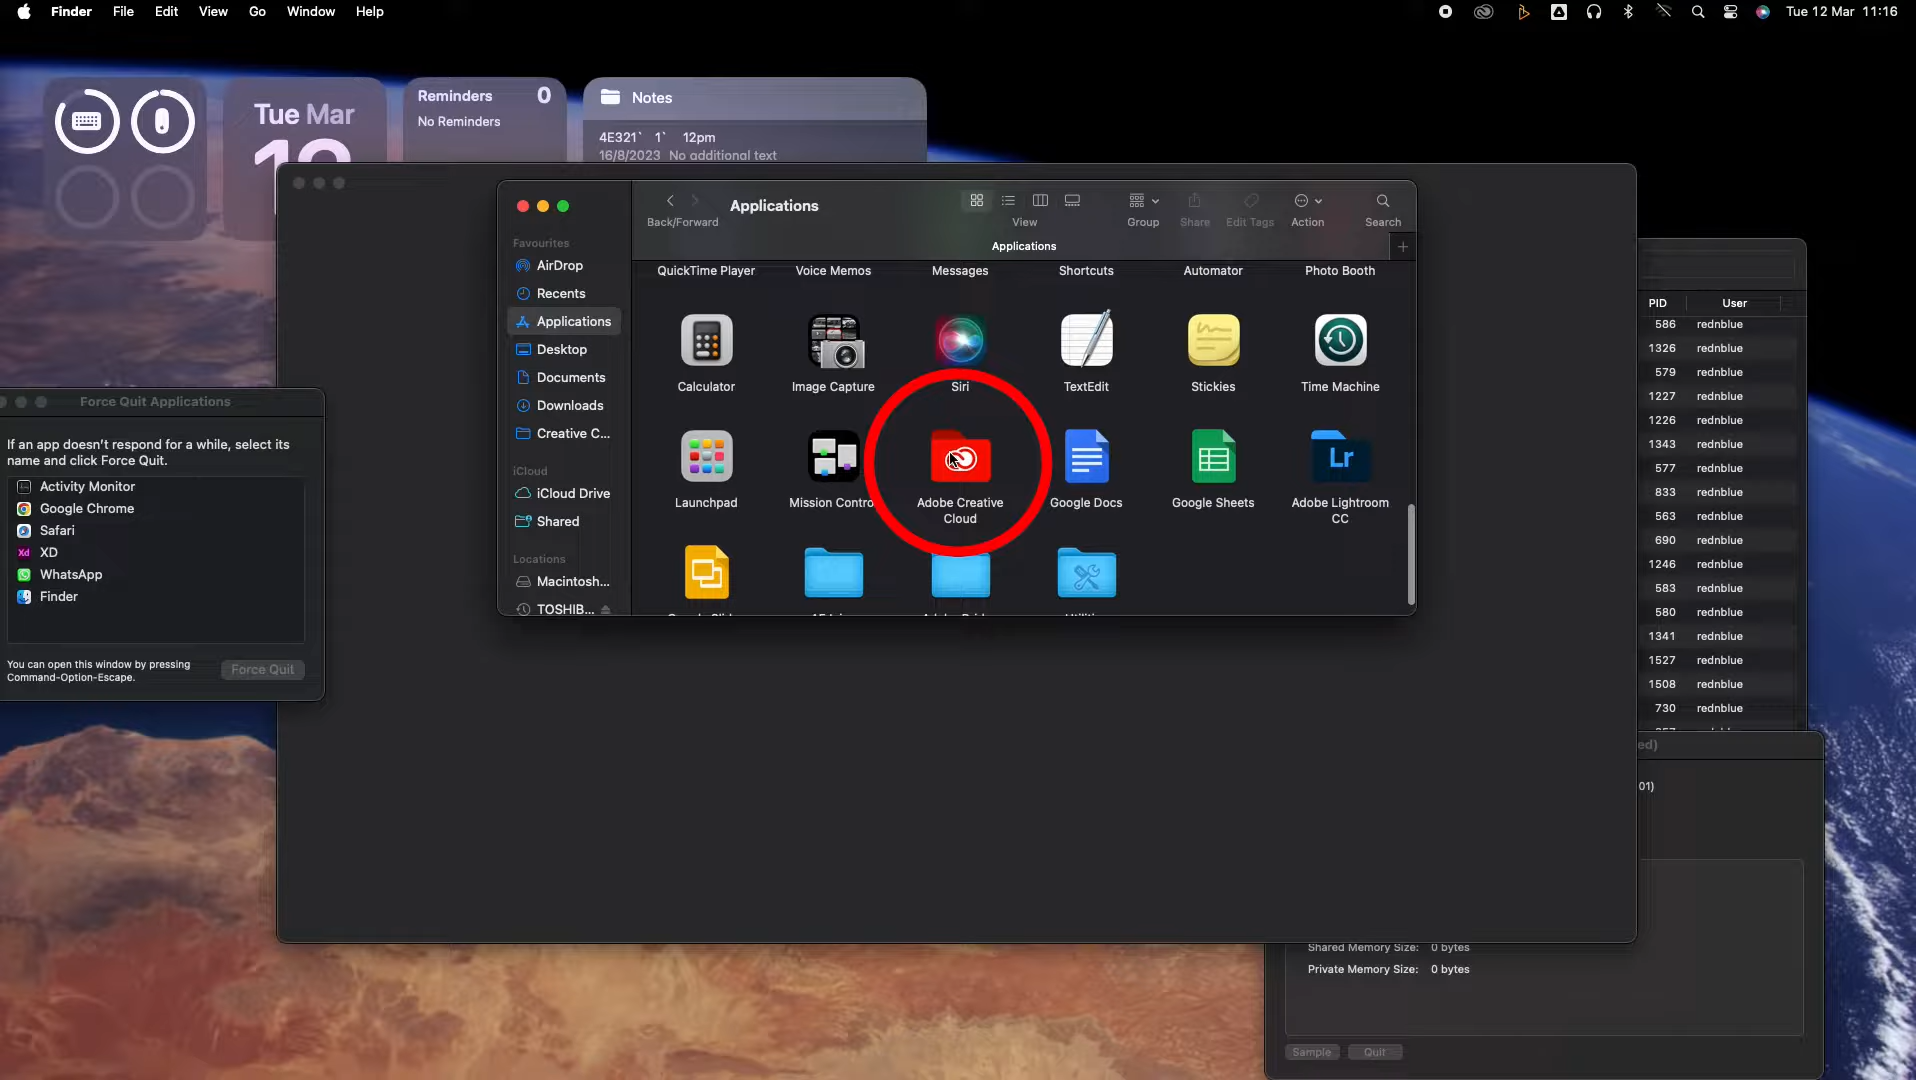 Finder File Edit View Go Window Help
Tue 12 Mar 11:16
Tue Mar
Reminders 0
No Reminders
Notes
4E321` 1` 12pm
16/8/2023 No additional text
Applications
Back/Forward
View
Group
Share
Edit Tags
Action
Search
Applications
Favourites
AirDrop
Recents
Applications
Desktop
Documents
Downloads
Creative C...
iCloud
iCloud Drive
Shared
Locations
Macintosh...
TOSHIB...
QuickTime Player
Voice Memos
Messages
Shortcuts
Automator
Photo Booth
Calculator
Image Capture
Siri
TextEdit
Stickies
Time Machine
Launchpad
Mission Contro
Adobe Creative
Cloud
Google Docs
Google Sheets
Lr
Adobe Lightroom
CC
Force Quit Applications
If an app doesn't respond for a while, select its
name and click Force Quit.
Activity Monitor
Google Chrome
Safari
Xd XD
WhatsApp
Finder
You can open this window by pressing
Command-Option-Escape.
Force Quit
PID User
586 rednblue
1326 rednblue
579 rednblue
1227 rednblue
1226 rednblue
1343 rednblue
577 rednblue
833 rednblue
563 rednblue
690 rednblue
1246 rednblue
583 rednblue
580 rednblue
1341 rednblue
1527 rednblue
1508 rednblue
730 rednblue
ed)
01)
Shared Memory Size: 0 bytes
Private Memory Size: 0 bytes
Sample
Quit